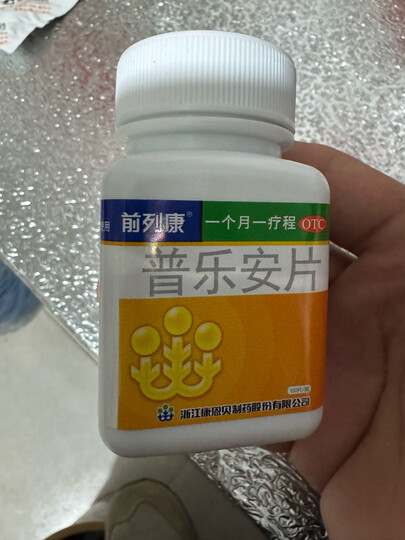 前列康®
一个月一疗程 OTC
普乐安片
浙江康恩贝制药股份有限公司